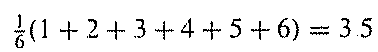 1/6(1 + 2 + 3 + 4 + 5 + 6) = 3.5